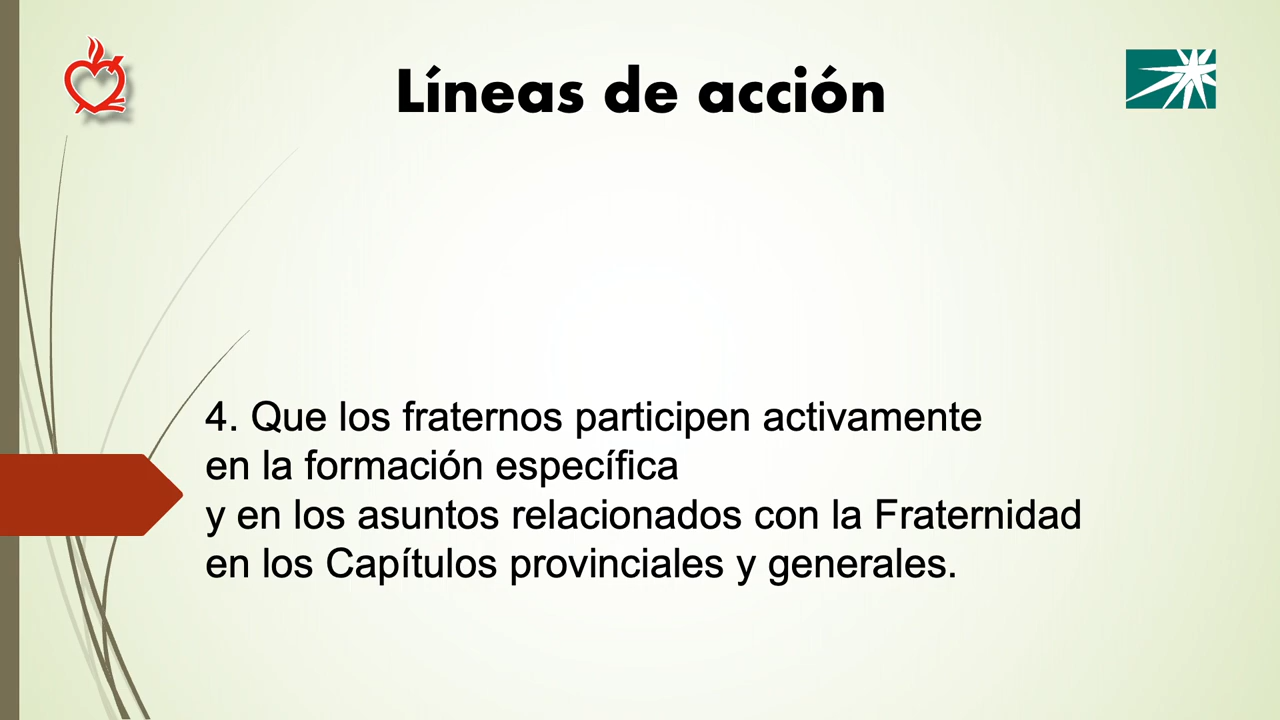 Líneas de acción
4. Que los fraternos participen activamente
en la formación específica
y en los asuntos relacionados con la Fraternidad
en los Capítulos provinciales y generales.